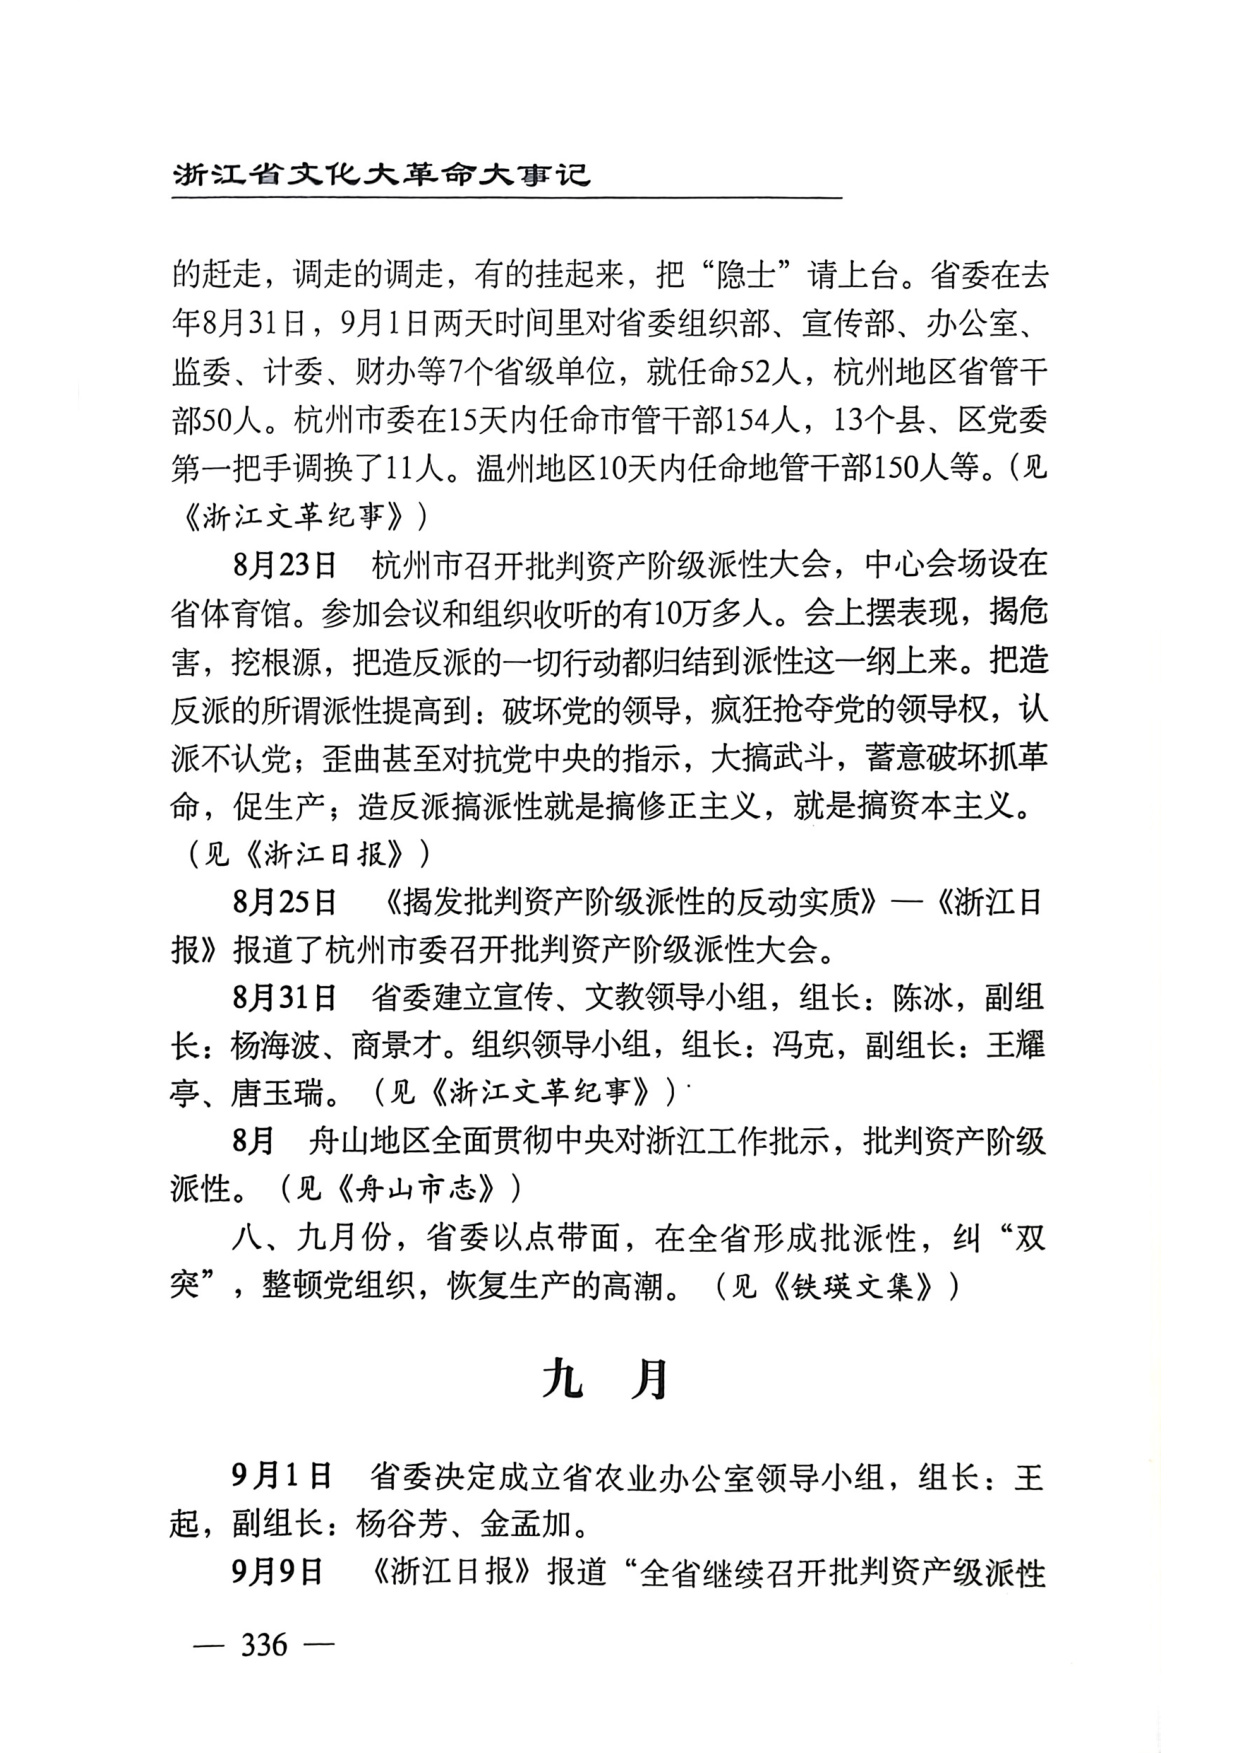 浙江省文化大革命大事记
的赶走，调走的调走，有的挂起来，把“隐士”请上台。省委在去
年8月31日，9月1日两天时间里对省委组织部、宣传部、办公室、
监委、计委、财办等7个省级单位，就任命52人，杭州地区省管干
部50人。杭州市委在15天内任命市管干部154人，13个县、区党委
第一把手调换了11人。温州地区10天内任命地管干部150人等。（见
《浙江文革纪事》）
8月23日　杭州市召开批判资产阶级派性大会，中心会场设在
省体育馆。参加会议和组织收听的有10万多人。会上摆表现，揭危
害，挖根源，把造反派的一切行动都归结到派性这一纲上来。把造
反派的所谓派性提高到：破坏党的领导，疯狂抢夺党的领导权，认
派不认党；歪曲甚至对抗党中央的指示，大搞武斗，蓄意破坏抓革
命，促生产；造反派搞派性就是搞修正主义，就是搞资本主义。
（见《浙江日报》）
8月25日　《揭发批判资产阶级派性的反动实质》—《浙江日
报》报道了杭州市委召开批判资产阶级派性大会。
8月31日　省委建立宣传、文教领导小组，组长：陈冰，副组
长：杨海波、商景才。组织领导小组，组长：冯克，副组长：王耀
亭、唐玉瑞。（见《浙江文革纪事》）
8月　舟山地区全面贯彻中央对浙江工作批示，批判资产阶级
派性。（见《舟山市志》）
八、九月份，省委以点带面，在全省形成批派性，纠“双
突”，整顿党组织，恢复生产的高潮。（见《铁瑛文集》）
九　月
9月1日　省委决定成立省农业办公室领导小组，组长：王
起，副组长：杨谷芳、金孟加。
9月9日　《浙江日报》报道“全省继续召开批判资产级派性
— 336 —